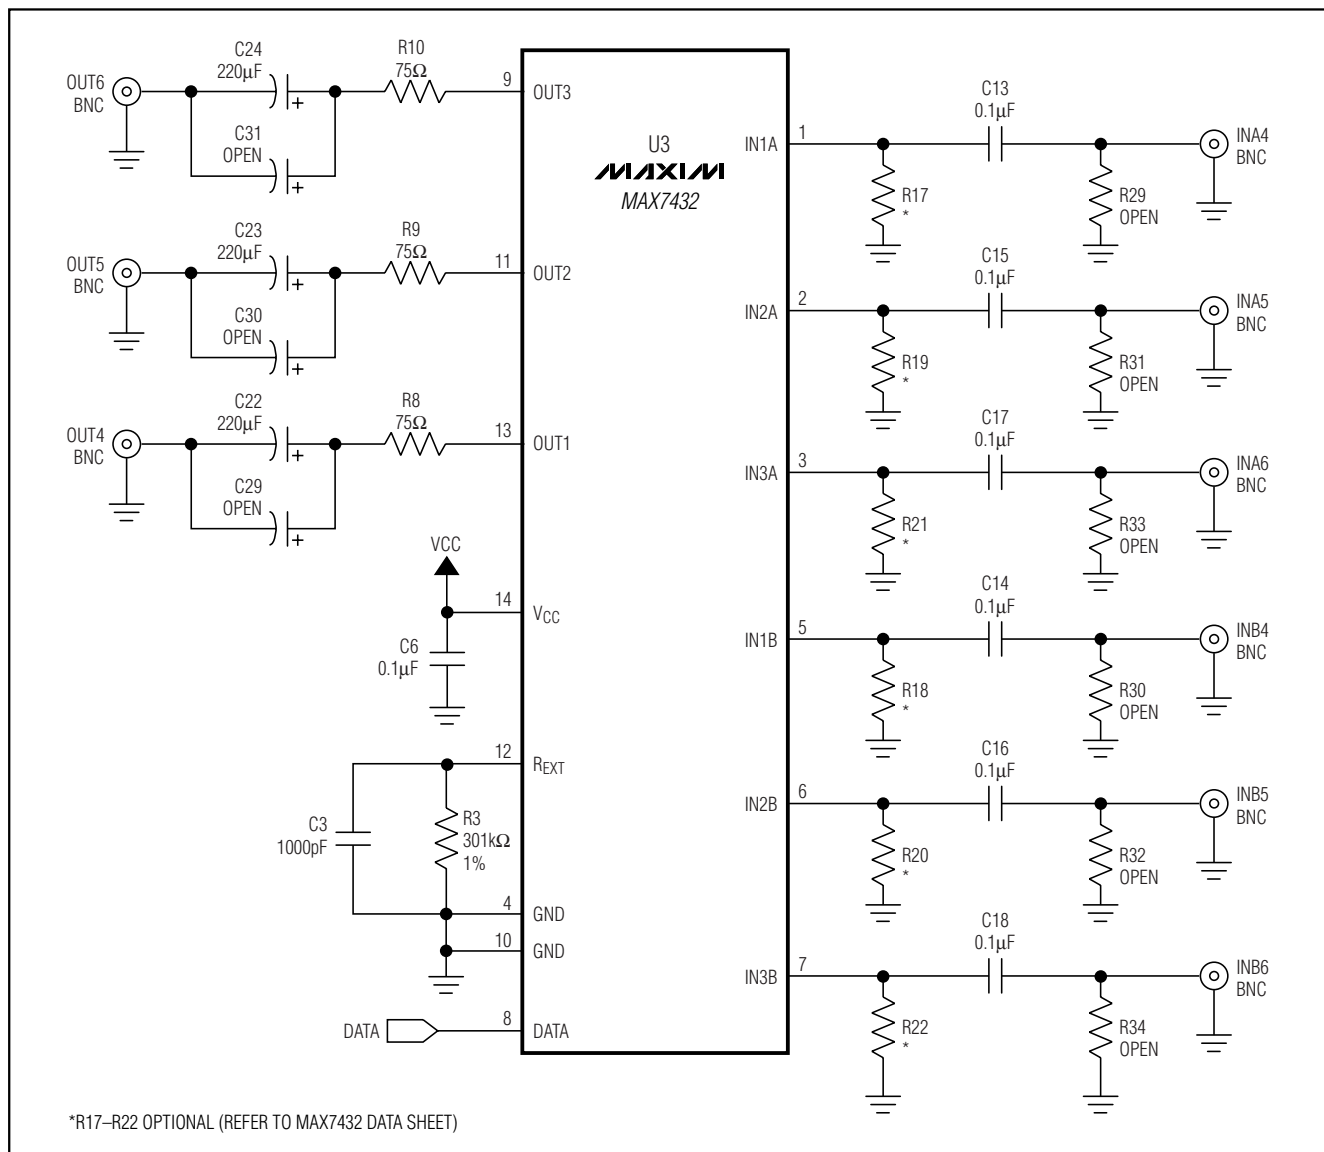 OUT6
BNC
C24
220µF
C31
OPEN
R10
75Ω
9
OUT3
OUT5
BNC
C23
220µF
C30
OPEN
R9
75Ω
11
OUT2
OUT4
BNC
C22
220µF
C29
OPEN
R8
75Ω
13
OUT1
VCC
14
VCC
C6
0.1µF
12
REXT
C3
1000pF
R3
301kΩ
1%
4
GND
10
GND
DATA
8
DATA
U3
MAXIM
MAX7432
IN1A
1
R17
*
C13
0.1µF
R29
OPEN
INA4
BNC
IN2A
2
R19
*
C15
0.1µF
R31
OPEN
INA5
BNC
IN3A
3
R21
*
C17
0.1µF
R33
OPEN
INA6
BNC
IN1B
5
R18
*
C14
0.1µF
R30
OPEN
INB4
BNC
IN2B
6
R20
*
C16
0.1µF
R32
OPEN
INB5
BNC
IN3B
7
R22
*
C18
0.1µF
R34
OPEN
INB6
BNC
*R17–R22 OPTIONAL (REFER TO MAX7432 DATA SHEET)